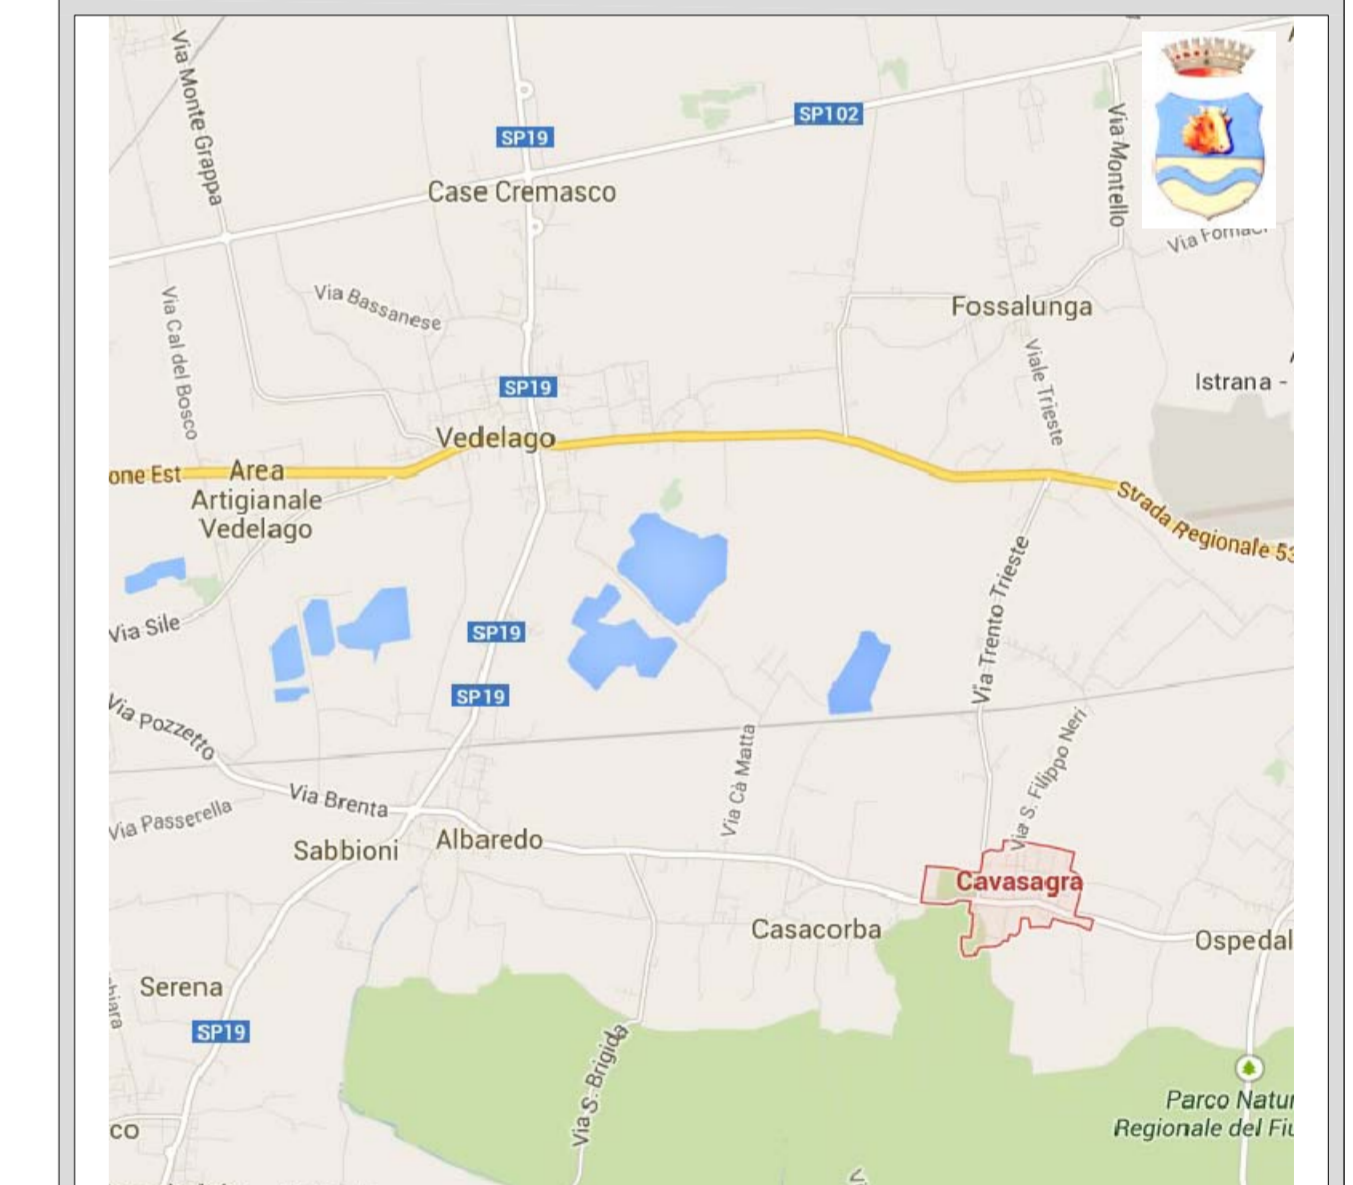 Via Monte Grappa
SP19
SP102
Via Montello
Case Cremasco
Via Fornaci
Via Cal del Bosco
Via Bassanese
Fossalunga
Viale Trieste
Istrana -
SP19
Vedelago
one Est
Area
Artigianale
Vedelago
Strada Regionale 53
Via Trento Trieste
Via Sile
SP19
SP19
Via Pozzetto
Via S. Filippo Neri
Via Cà Matta
Via Brenta
Via Passerella
Sabbioni
Albaredo
Cavasagra
Casacorba
Ospedal
Serena
hiara
SP19
Via S. Brigida
Parco Natur
Regionale del Fiu
co